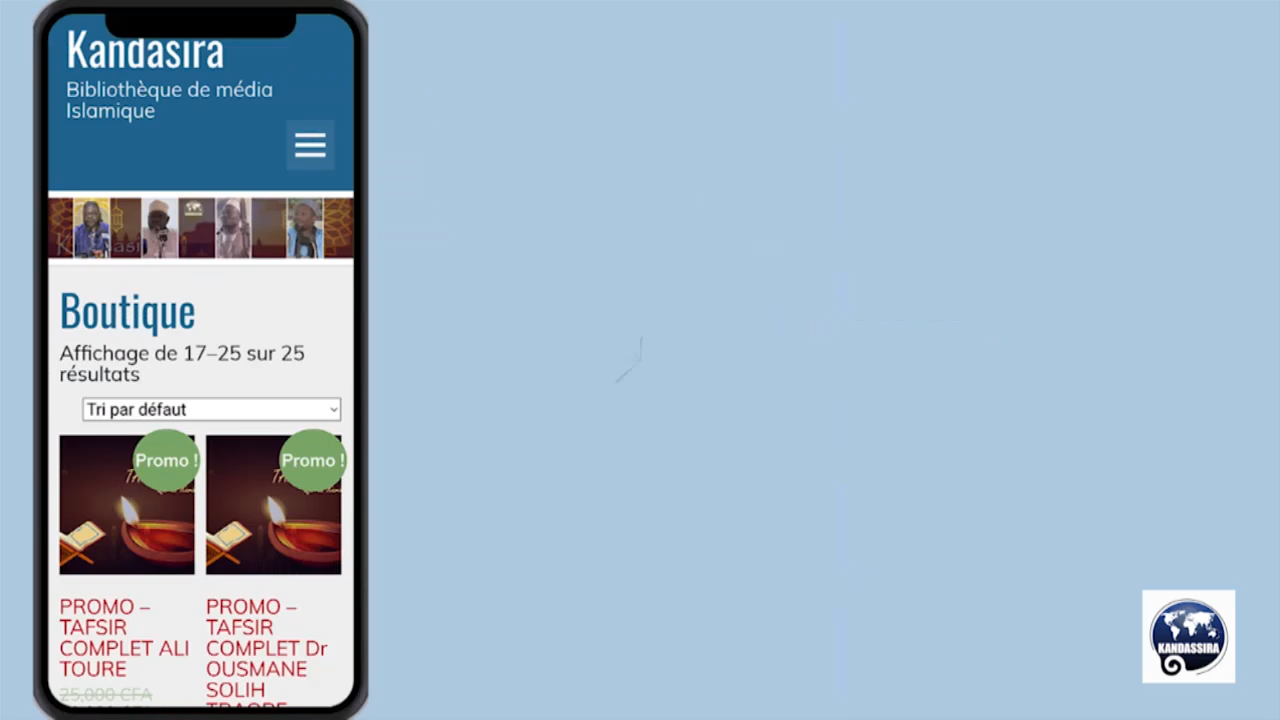 Kandasira
Bibliothèque de média
Islamique
Boutique
Affichage de 17–25 sur 25
résultats
Tri par défaut
Promo !
Promo !
PROMO –
TAFSIR
COMPLET ALI
TOURE
25,000 CFA
PROMO –
TAFSIR
COMPLET Dr
OUSMANE
SOLIH
TRAORE
KANDASSIRA